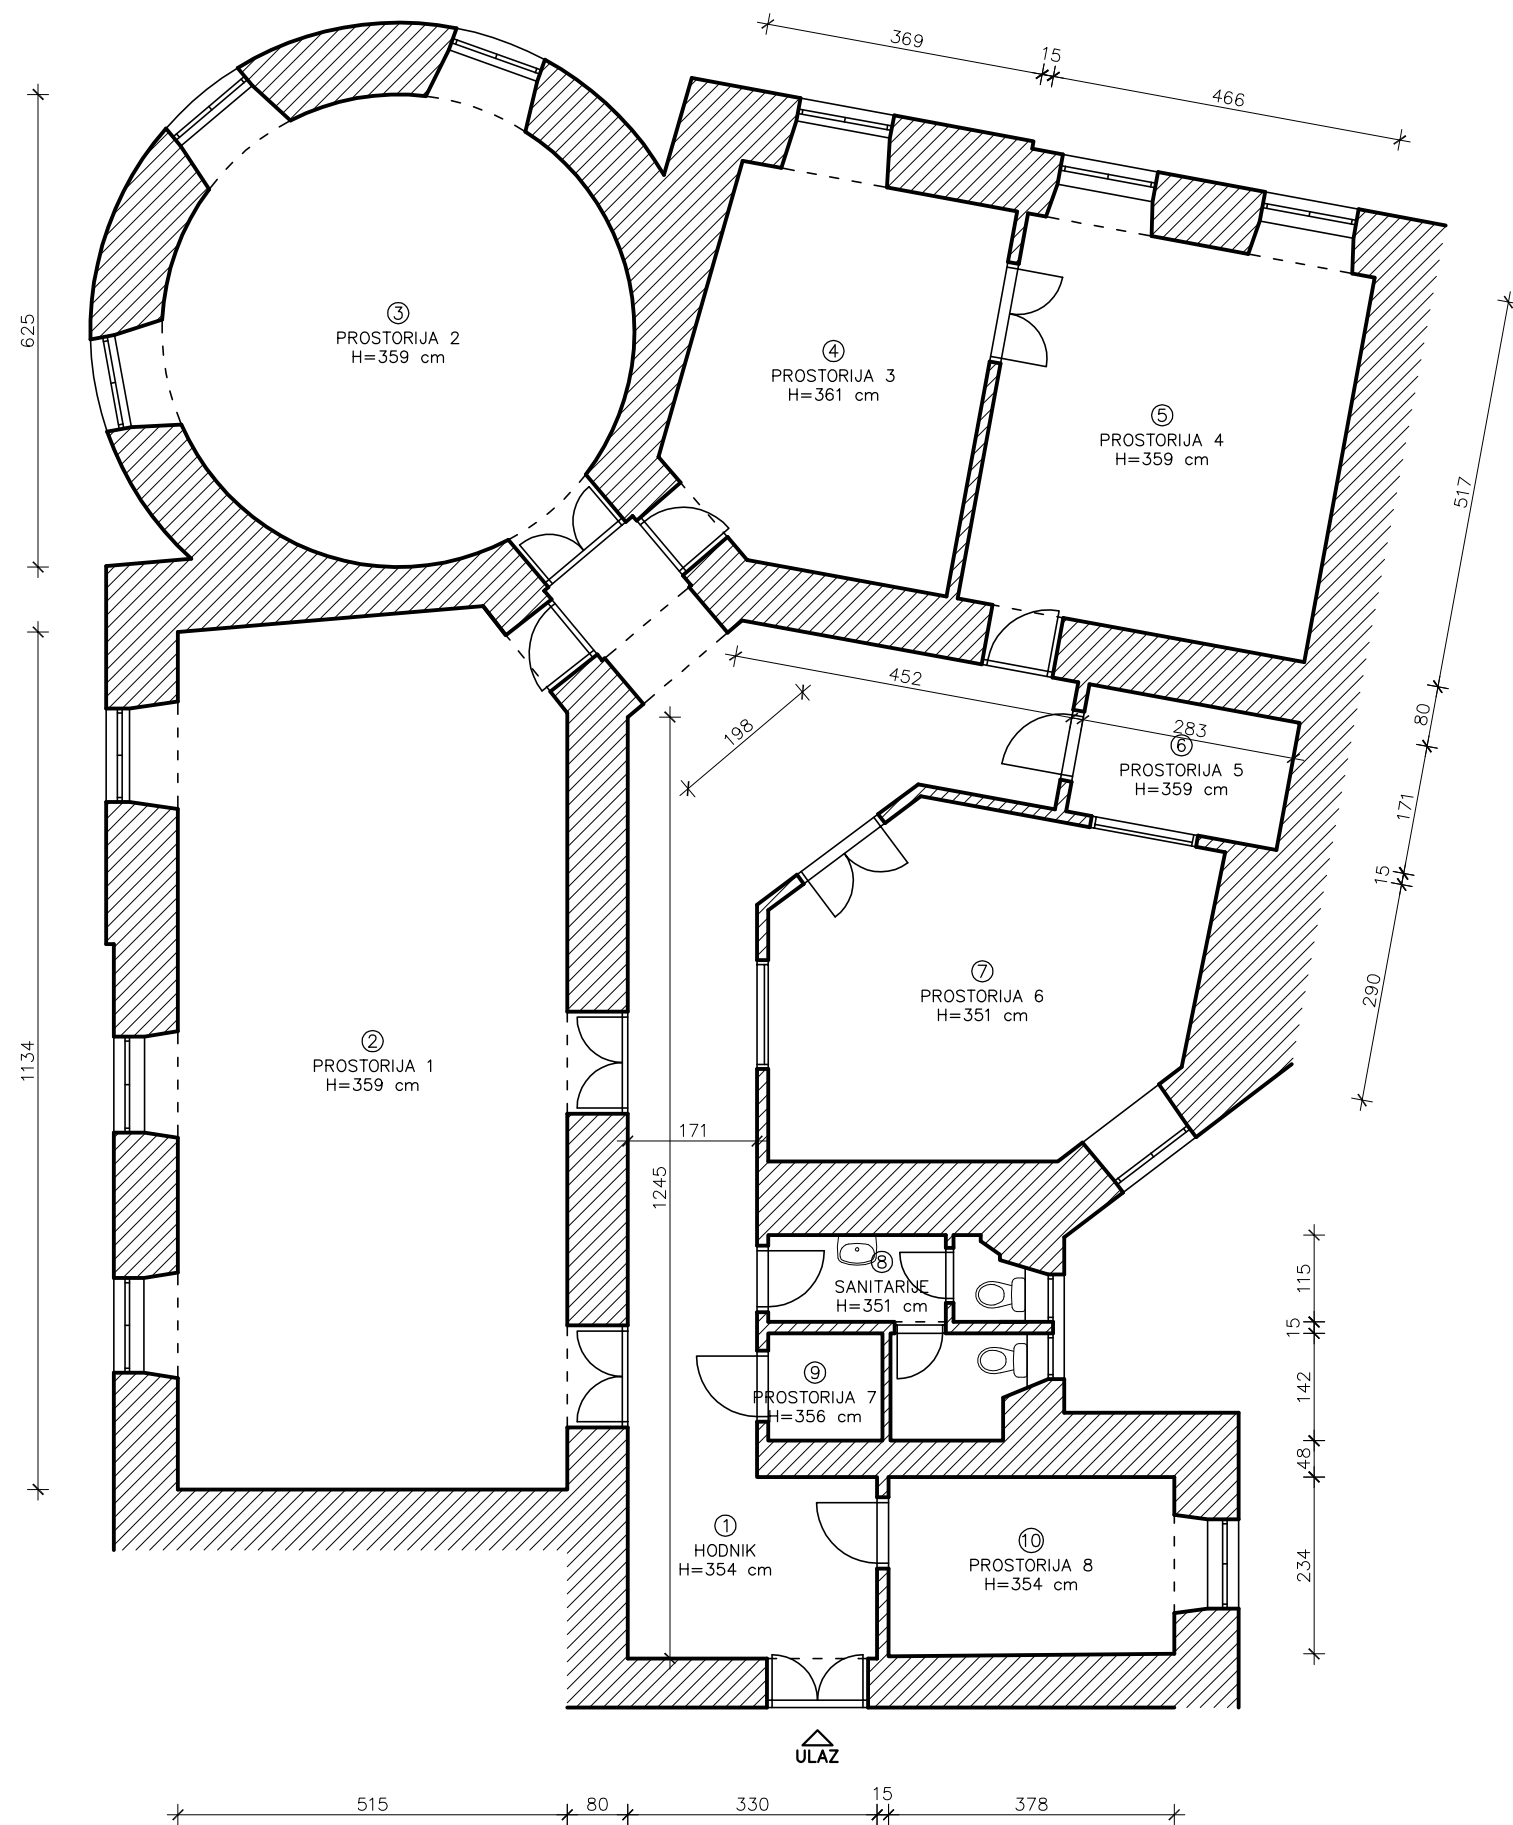 369
15
466
625
③
PROSTORIJA 2
H=359 cm
④
PROSTORIJA 3
H=361 cm
⑤
PROSTORIJA 4
H=359 cm
517
452
198
283
80
⑥
PROSTORIJA 5
H=359 cm
171
15
290
1134
②
PROSTORIJA 1
H=359 cm
⑦
PROSTORIJA 6
H=351 cm
171
1245
⑧
SANITARIJE
H=351 cm
115
15
142
48
234
⑨
PROSTORIJA 7
H=356 cm
①
HODNIK
H=354 cm
⑩
PROSTORIJA 8
H=354 cm
ULAZ
515
80
330
15
378